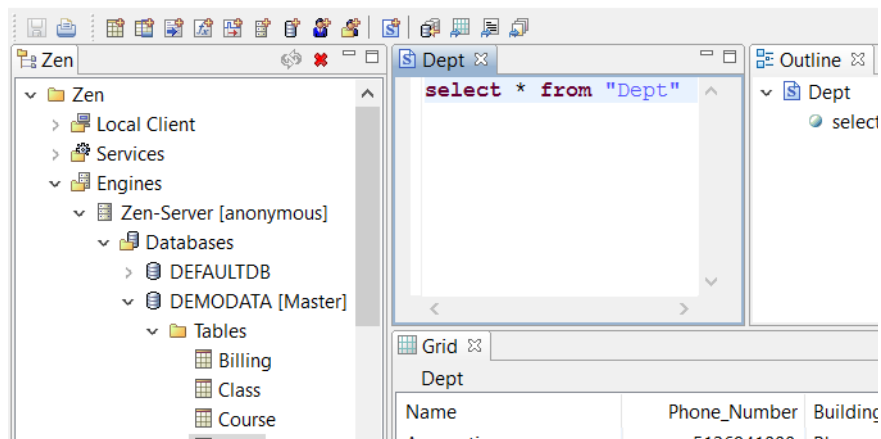 Zen
Zen
Local Client
Services
Engines
Zen-Server [anonymous]
Databases
DEFAULTDB
DEMODATA [Master]
Tables
Billing
Class
Course
Dept
select * from "Dept"
Outline
Dept
select
Grid
Dept
Name Phone_Number Building